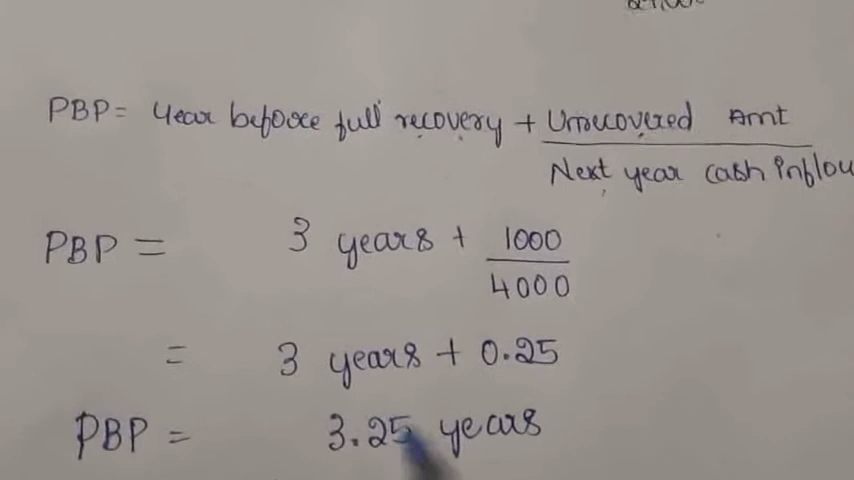 PBP = Year before full recovery + Unrecovered Amt
Next year cash inflow
PBP = 3 years + 1000
4000
= 3 years + 0.25
PBP = 3.25 years